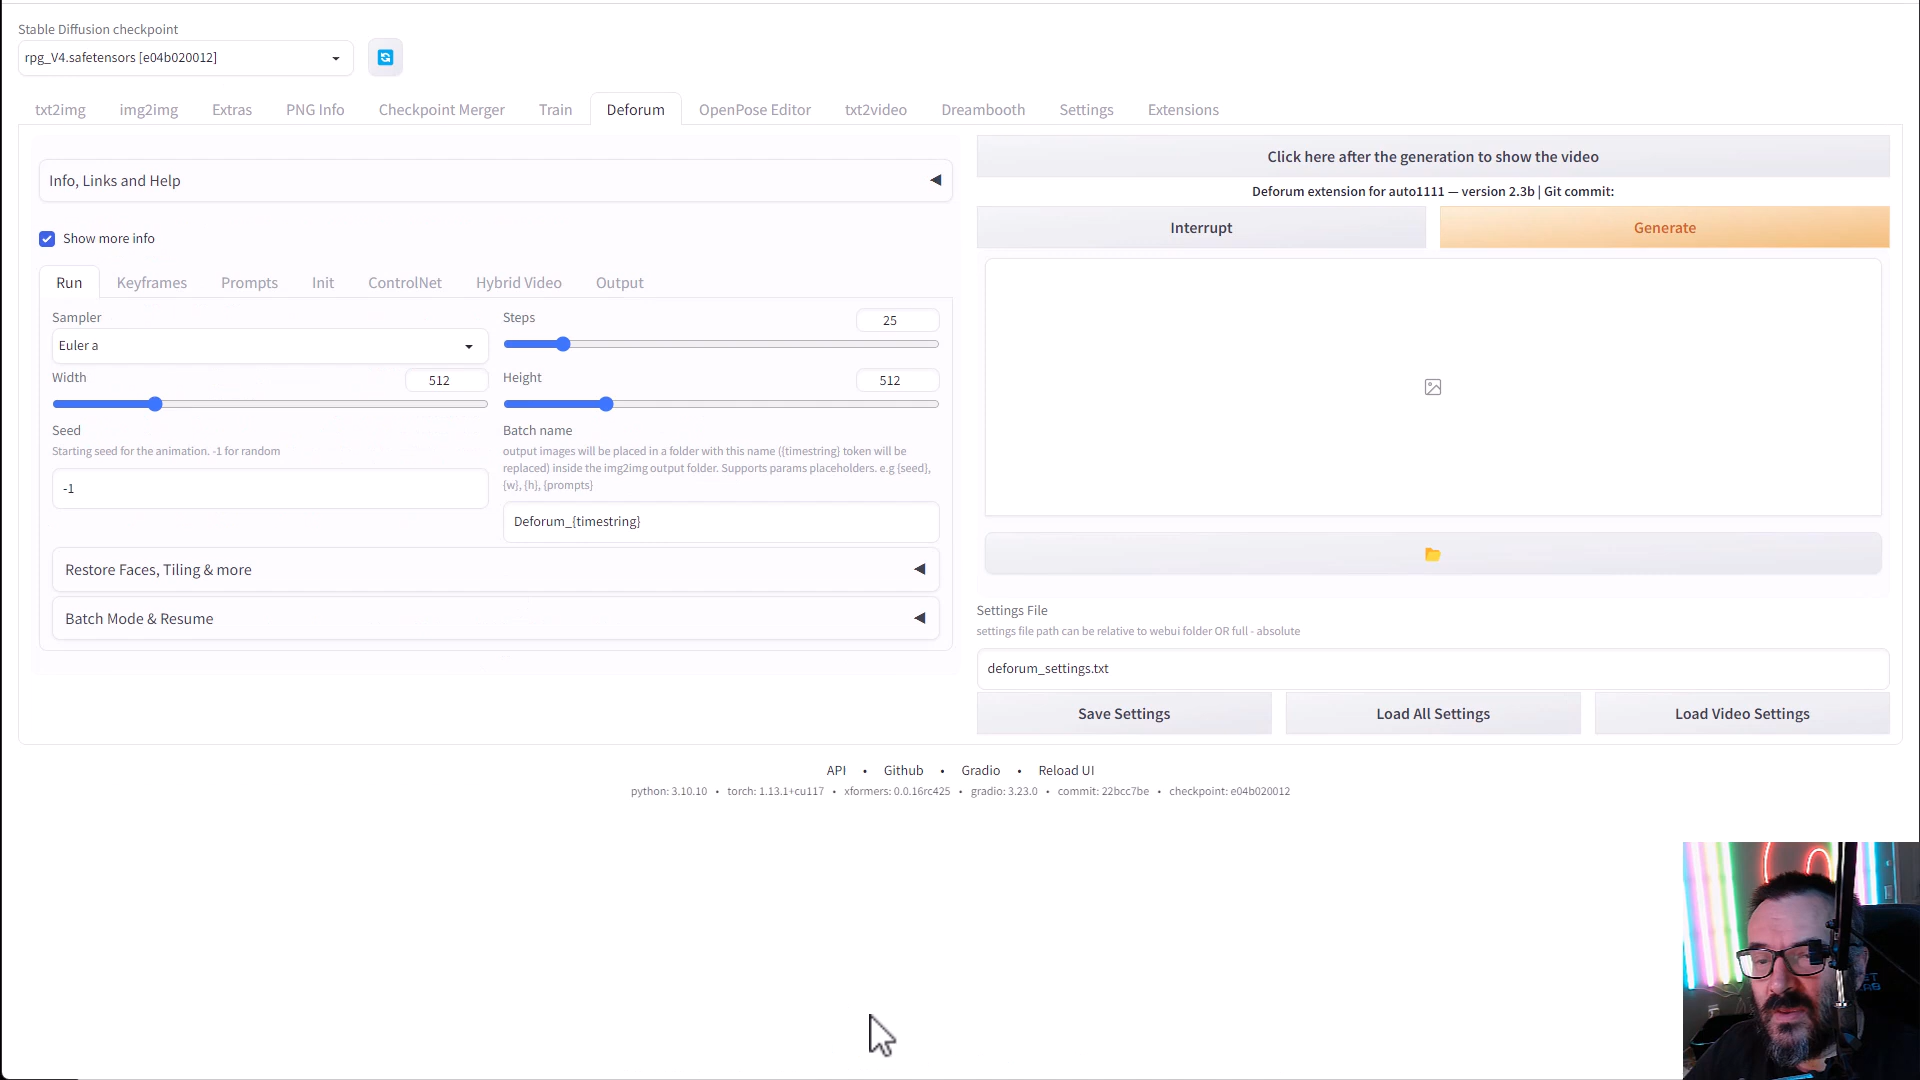 Stable Diffusion checkpoint
rpg_V4.safetensors [e04b020012]
txt2img img2img Extras PNG Info Checkpoint Merger Train Deforum OpenPose Editor txt2video Dreambooth Settings Extensions
Info, Links and Help
Show more info
Run Keyframes Prompts Init ControlNet Hybrid Video Output
Sampler
Euler a
Steps
25
Width
512
Height
512
Seed
Starting seed for the animation. -1 for random
-1
Batch name
output images will be placed in a folder with this name ({timestring} token will be
replaced) inside the img2img output folder. Supports params placeholders. e.g {seed},
{w}, {h}, {prompts}
Deforum_{timestring}
Restore Faces, Tiling & more
Batch Mode & Resume
Click here after the generation to show the video
Deforum extension for auto1111 — version 2.3b | Git commit:
Interrupt
Generate
Settings File
settings file path can be relative to webui folder OR full - absolute
deforum_settings.txt
Save Settings
Load All Settings
Load Video Settings
API • Github • Gradio • Reload UI
python: 3.10.10 • torch: 1.13.1+cu117 • xformers: 0.0.16rc425 • gradio: 3.23.0 • commit: 22bcc7be • checkpoint: e04b020012